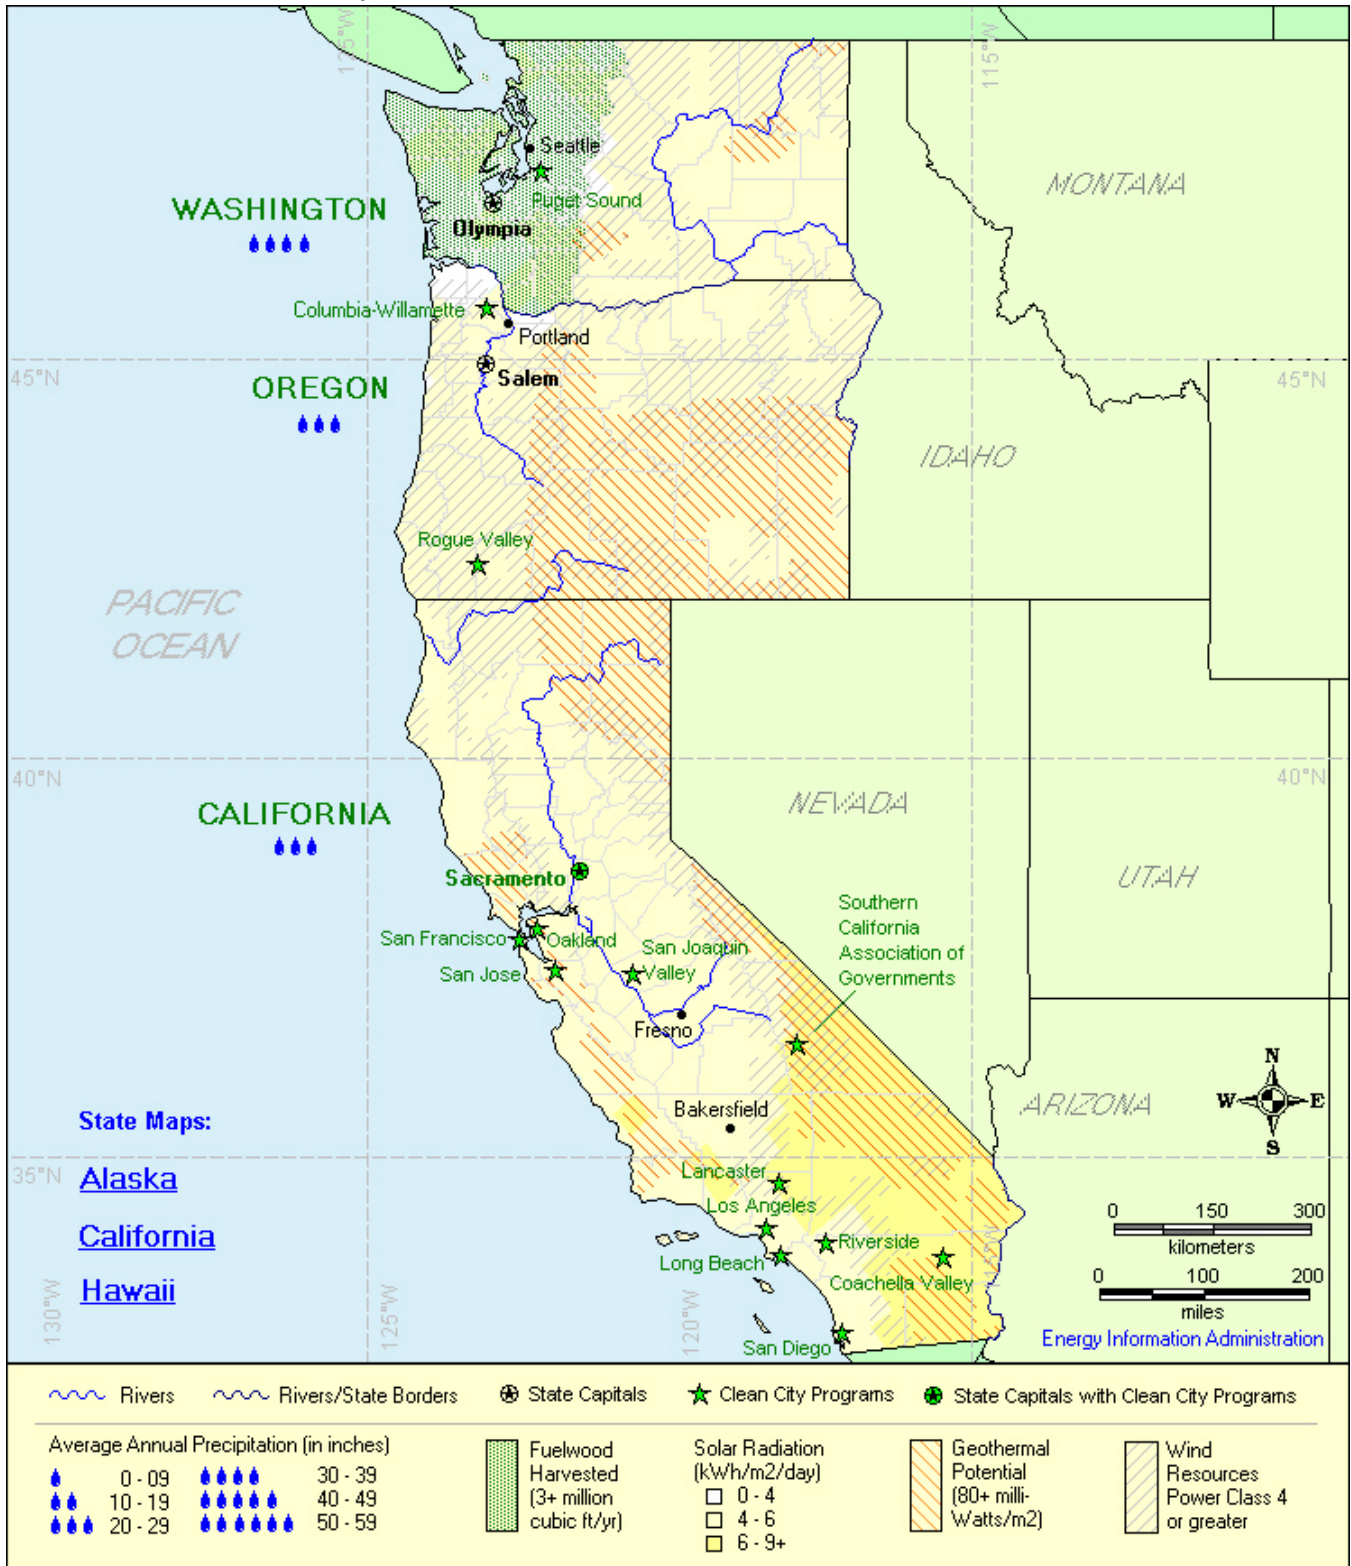 125°W
115°W
Seattle
MONTANA
Puget Sound
WASHINGTON
Olympia
Columbia-Willamette
Portland
45°N
45°N
Salem
OREGON
IDAHO
Rogue Valley
PACIFIC
OCEAN
40°N
40°N
NEVADA
CALIFORNIA
UTAH
Sacramento
Southern
California
Association of
Governments
San Francisco
Oakland
San Joaquin
Valley
San Jose
Fresno
N
W E
S
ARIZONA
Bakersfield
State Maps:
35°N
Alaska
Lancaster
Los Angeles
0 150 300
kilometers
California
Riverside
Long Beach
Coachella Valley
115°W
0 100 200
miles
Hawaii
130°W
125°W
120°W
San Diego
Energy Information Administration
Rivers
Rivers/State Borders
State Capitals
Clean City Programs
State Capitals with Clean City Programs
Average Annual Precipitation (in inches)
0 - 09
10 - 19
20 - 29
30 - 39
40 - 49
50 - 59
Fuelwood
Harvested
(3+ million
cubic ft/yr)
Solar Radiation
(kWh/m2/day)
0 - 4
4 - 6
6 - 9+
Geothermal
Potential
(80+ milli-
Watts/m2)
Wind
Resources
Power Class 4
or greater